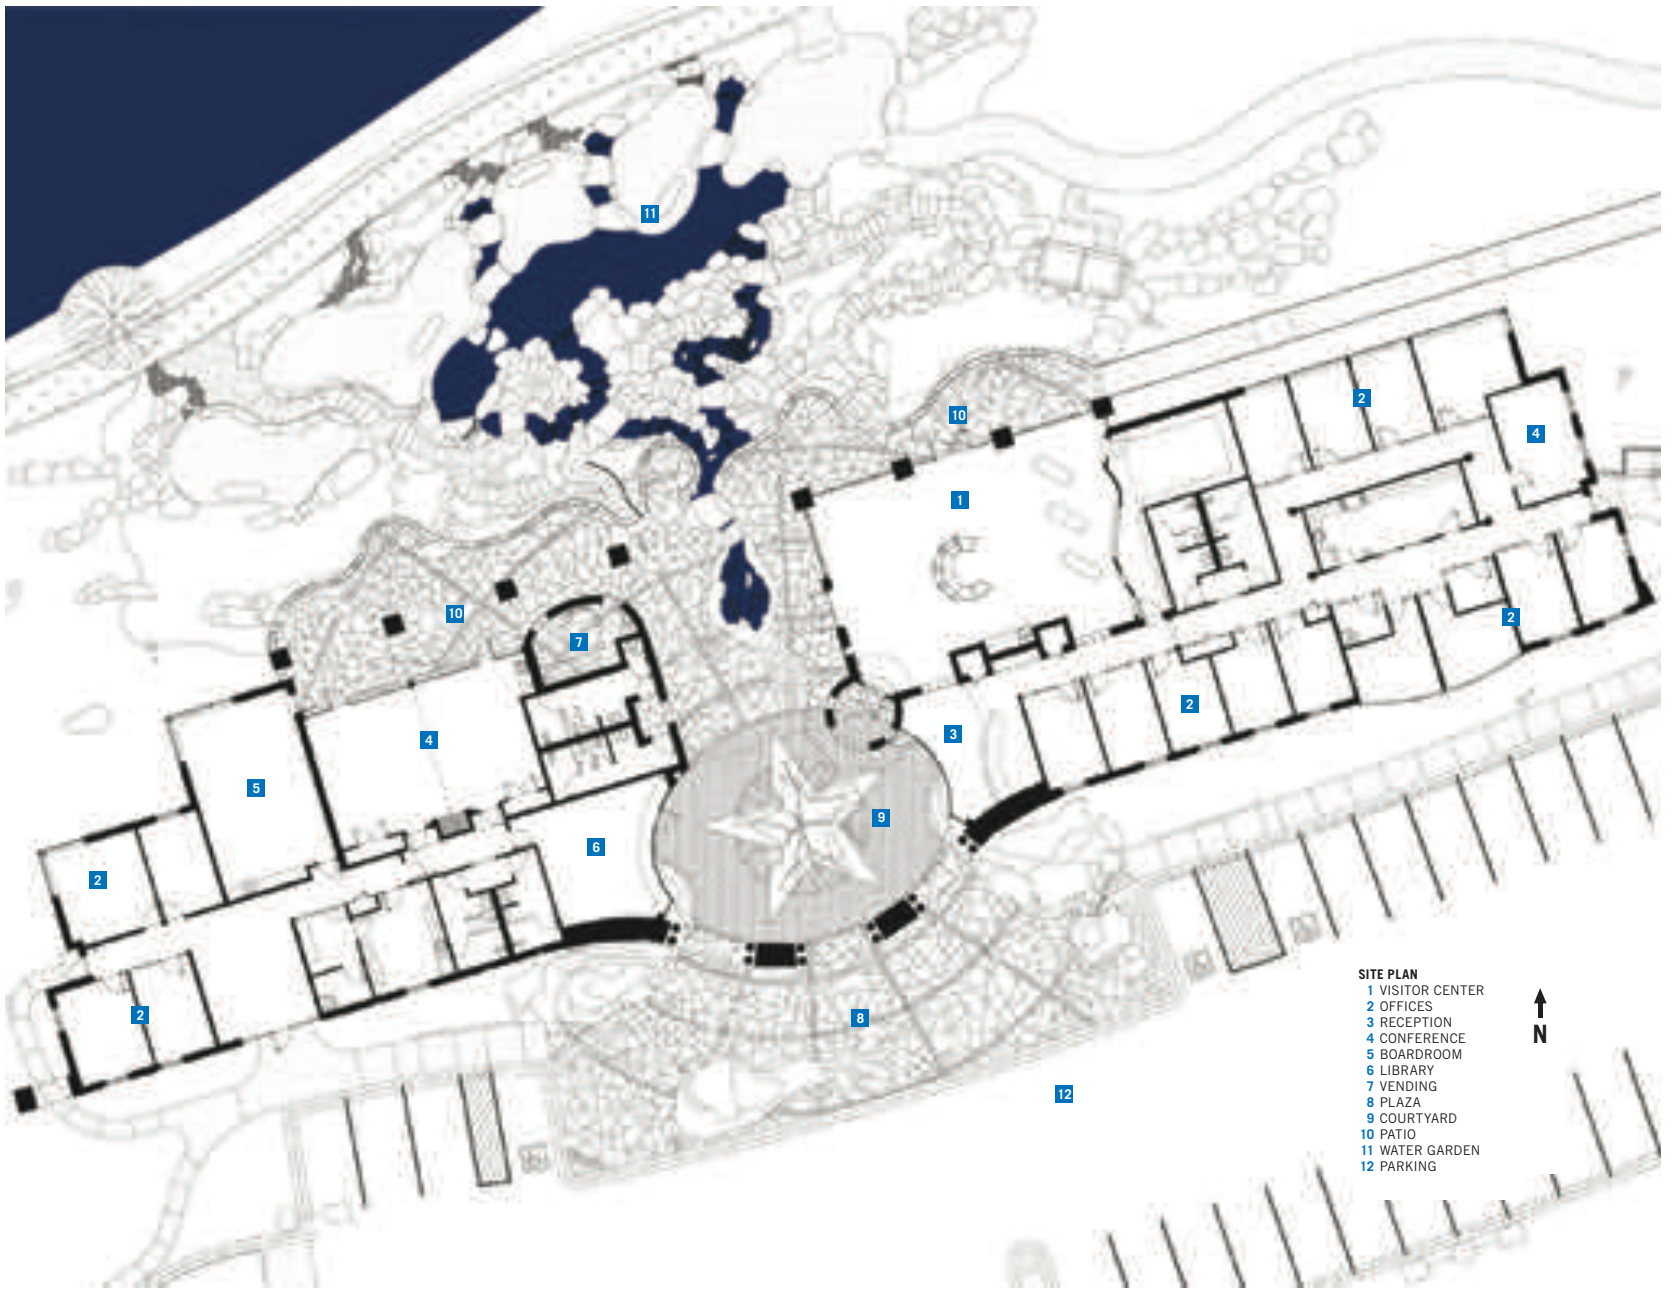 11
10
2
4
1
10
7
2
2
3
4
5
9
6
2
2
8
12
SITE PLAN
1 VISITOR CENTER
2 OFFICES
3 RECEPTION
4 CONFERENCE
5 BOARDROOM
6 LIBRARY
7 VENDING
8 PLAZA
9 COURTYARD
10 PATIO
11 WATER GARDEN
12 PARKING
N